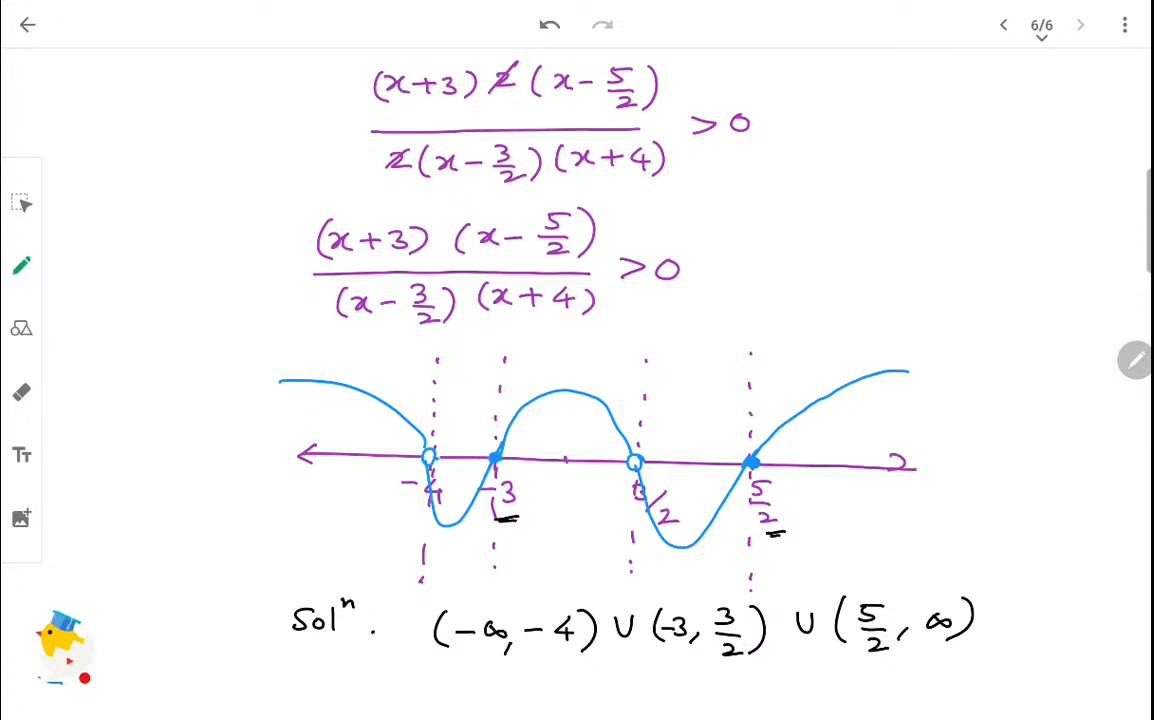 6/6
(x+3) 2 (x - 5/2)
2 (x - 3/2) (x+4)
> 0
(x+3) (x - 5/2)
(x - 3/2) (x+4)
> 0
-4 -3 3/2 5/2
TT
Solⁿ. (-∞, -4) ∪ (-3, 3/2) ∪ (5/2, ∞)